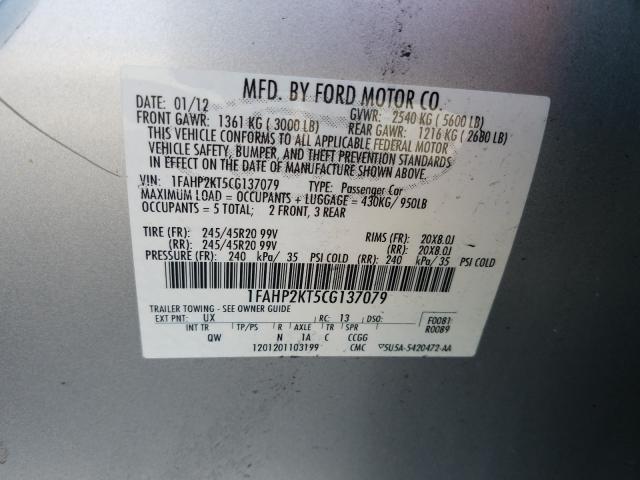 MFD. BY FORD MOTOR CO.
DATE: 01/12 GVWR: 2540 KG ( 5600 LB)
FRONT GAWR: 1361 KG ( 3000 LB) REAR GAWR: 1216 KG ( 2680 LB)
THIS VEHICLE CONFORMS TO ALL APPLICABLE FEDERAL MOTOR
VEHICLE SAFETY, BUMPER, AND THEFT PREVENTION STANDARDS
IN EFFECT ON THE DATE OF MANUFACTURE SHOWN ABOVE.
VIN: 1FAHP2KT5CG137079 TYPE: Passenger Car
MAXIMUM LOAD = OCCUPANTS + LUGGAGE = 430KG/ 950LB
OCCUPANTS = 5 TOTAL; 2 FRONT, 3 REAR
TIRE (FR): 245/45R20 99V RIMS (FR): 20X8.0J
(RR): 245/45R20 99V (RR): 20X8.0J
PRESSURE (FR): 240 kPa/ 35 PSI COLD (RR): 240 kPa/ 35 PSI COLD
1FAHP2KT5CG137079
TRAILER TOWING - SEE OWNER GUIDE
EXT PNT: UX RC: 13 DSO: F0081
INT TR TP/PS R AXLE TR SPR R0089
QW N 1A C CCGG
1201201103199 CMC 5U5A-5420472-AA